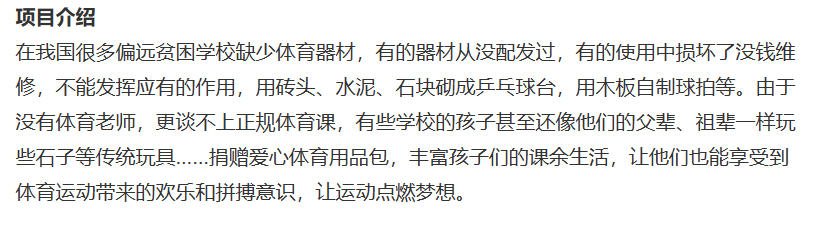 项目介绍
在我国很多偏远贫困学校缺少体育器材，有的器材从没配发过，有的使用中损坏了没钱维
修，不能发挥应有的作用，用砖头、水泥、石块砌成乒乓球台，用木板自制球拍等。由于
没有体育老师，更谈不上正规体育课，有些学校的孩子甚至还像他们的父辈、祖辈一样玩
些石子等传统玩具......捐赠爱心体育用品包，丰富孩子们的课余生活，让他们也能享受到
体育运动带来的欢乐和拼搏意识，让运动点燃梦想。